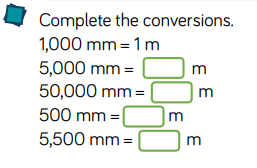 Complete the conversions.
1,000 mm = 1 m
5,000 mm = m
50,000 mm = m
500 mm = m
5,500 mm = m